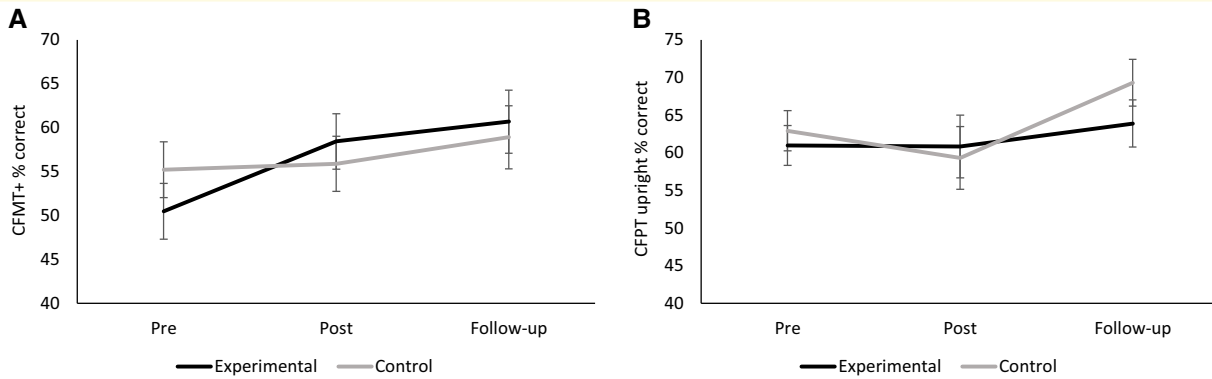 A
CFMT+ % correct
70
65
60
55
50
45
40
Pre Post Follow-up
Experimental Control
B
CFPT upright % correct
75
70
65
60
55
50
45
40
Pre Post Follow-up
Experimental Control